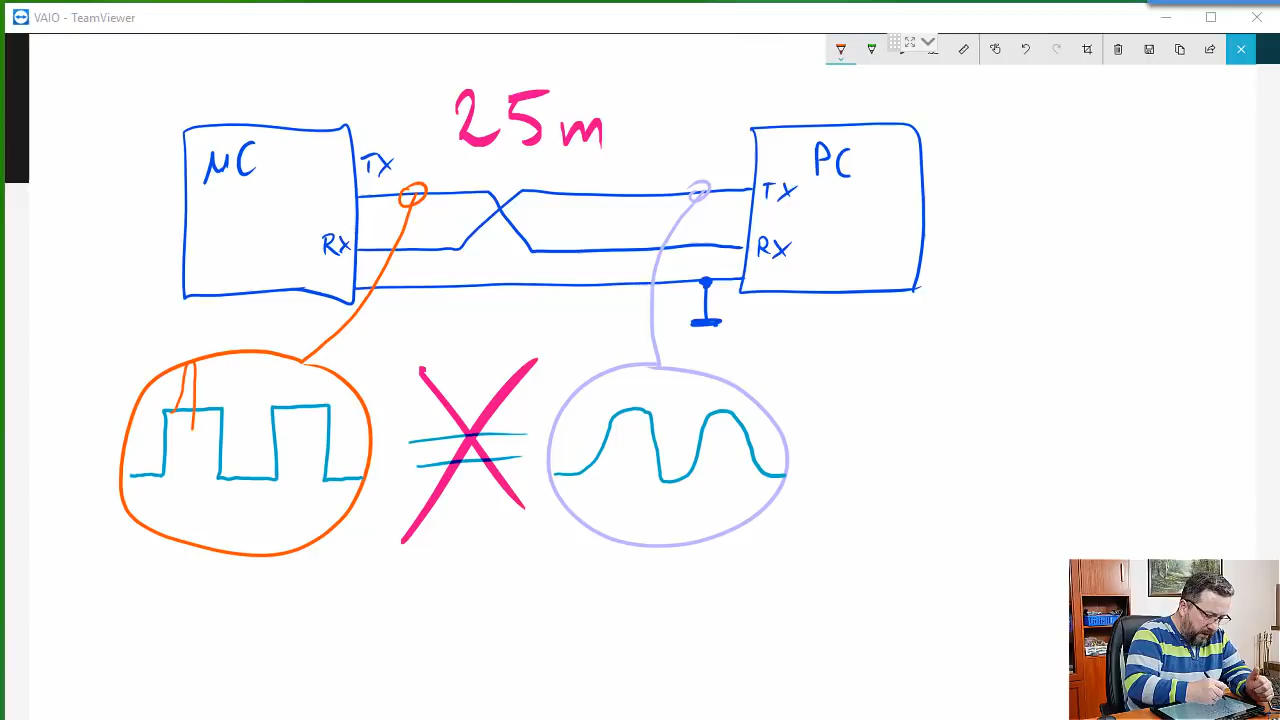 VAIO - TeamViewer
25m
μC
TX
RX
PC
TX
RX